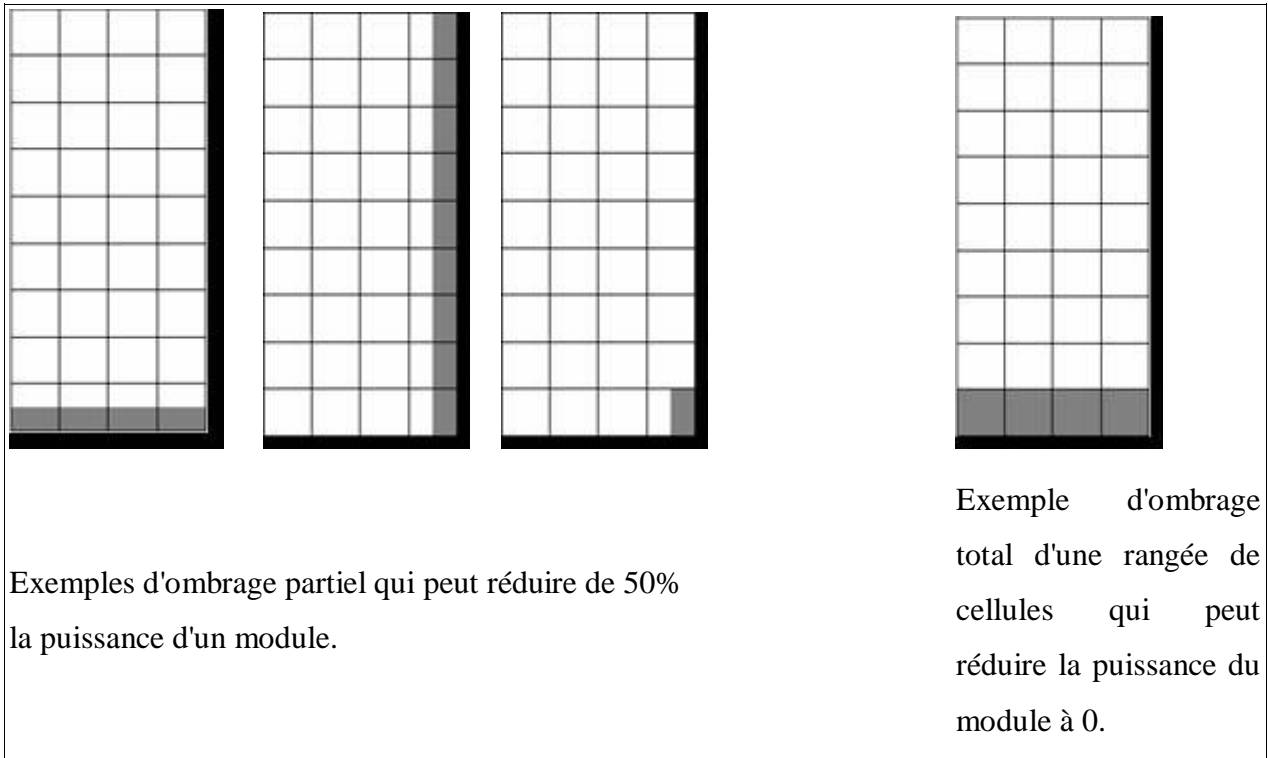 Exemples d'ombrage partiel qui peut réduire de 50%
la puissance d'un module.
Exemple d'ombrage
total d'une rangée de
cellules qui peut
réduire la puissance du
module à 0.